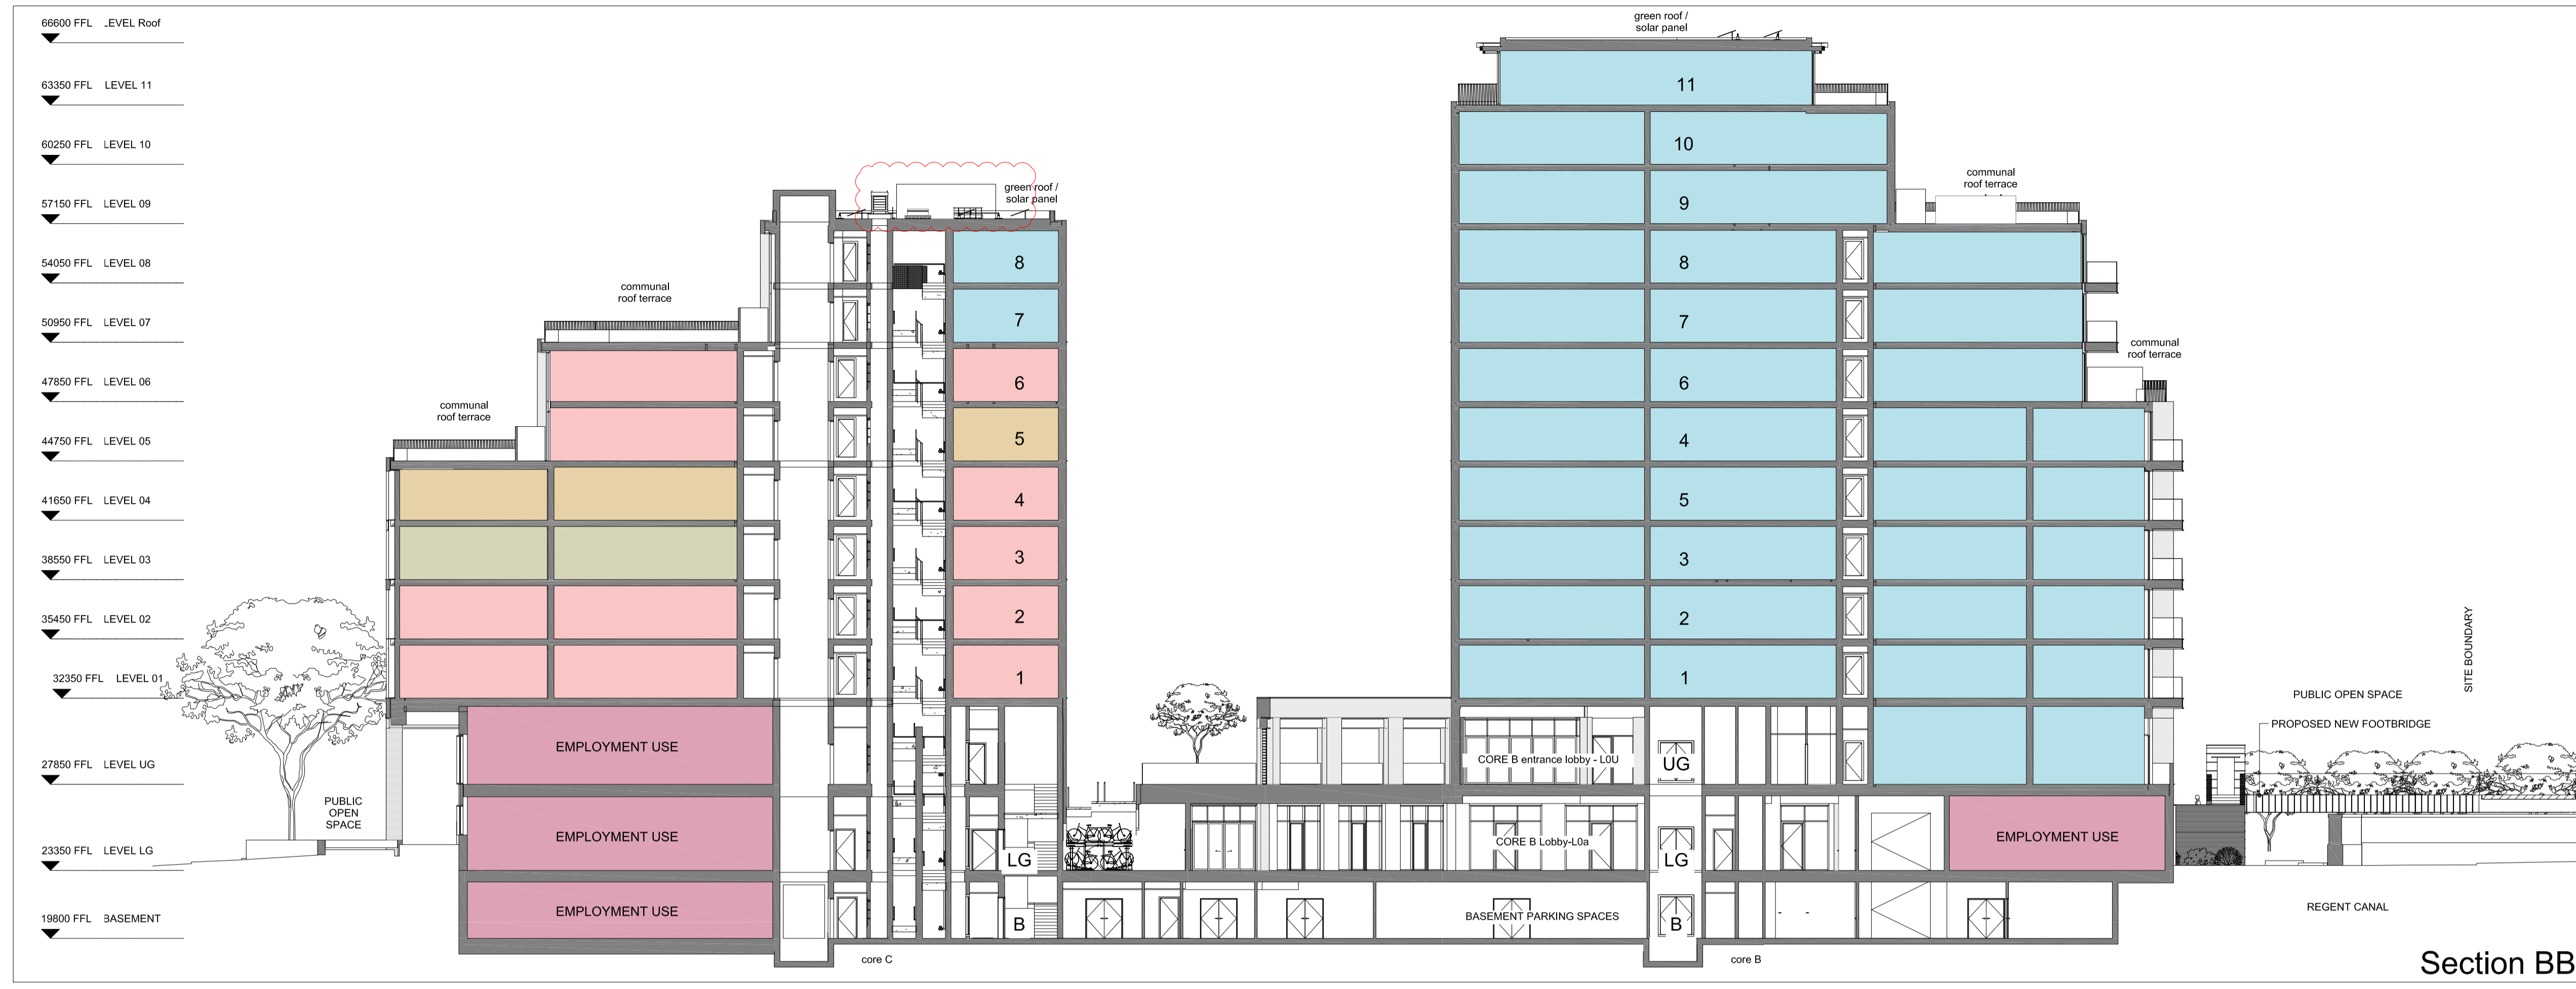 66600 FFL LEVEL Roof
63350 FFL LEVEL 11
60250 FFL LEVEL 10
57150 FFL LEVEL 09
54050 FFL LEVEL 08
50950 FFL LEVEL 07
47850 FFL LEVEL 06
44750 FFL LEVEL 05
41650 FFL LEVEL 04
38550 FFL LEVEL 03
35450 FFL LEVEL 02
32350 FFL LEVEL 01
27850 FFL LEVEL UG
23350 FFL LEVEL LG
19800 FFL BASEMENT
PUBLIC
OPEN
SPACE
communal
roof terrace
communal
roof terrace
green roof /
solar panel
8
7
6
5
4
3
2
1
LG
B
EMPLOYMENT USE
EMPLOYMENT USE
EMPLOYMENT USE
core C
green roof /
solar panel
11
10
9
8
7
6
4
5
3
2
1
CORE B entrance lobby - L0U
UG
CORE B Lobby-L0a
LG
BASEMENT PARKING SPACES
B
core B
communal
roof terrace
communal
roof terrace
EMPLOYMENT USE
SITE BOUNDARY
PUBLIC OPEN SPACE
PROPOSED NEW FOOTBRIDGE
REGENT CANAL
Section BB